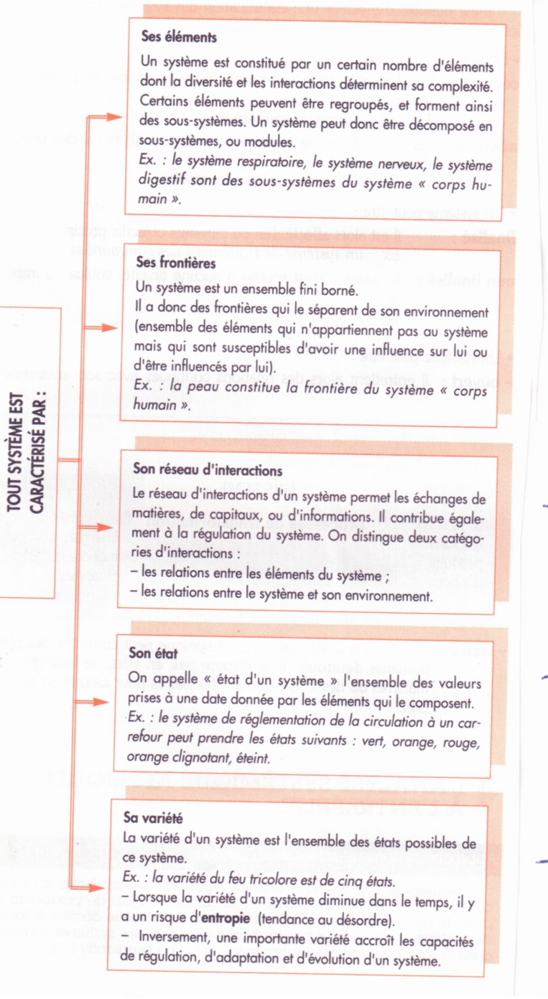 TOUT SYSTÈME EST
CARACTÉRISÉ PAR :
Ses éléments
Un système est constitué par un certain nombre d'éléments
dont la diversité et les interactions déterminent sa complexité.
Certains éléments peuvent être regroupés, et forment ainsi
des sous-systèmes. Un système peut donc être décomposé en
sous-systèmes, ou modules.
Ex. : le système respiratoire, le système nerveux, le système
digestif sont des sous-systèmes du système « corps hu-
main ».
Ses frontières
Un système est un ensemble fini borné.
Il a donc des frontières qui le séparent de son environnement
(ensemble des éléments qui n'appartiennent pas au système
mais qui sont susceptibles d'avoir une influence sur lui ou
d'être influencés par lui).
Ex. : la peau constitue la frontière du système « corps
humain ».
Son réseau d'interactions
Le réseau d'interactions d'un système permet les échanges de
matières, de capitaux, ou d'informations. Il contribue égale-
ment à la régulation du système. On distingue deux catégo-
ries d'interactions :
– les relations entre les éléments du système ;
– les relations entre le système et son environnement.
Son état
On appelle « état d'un système » l'ensemble des valeurs
prises à une date donnée par les éléments qui le composent.
Ex. : le système de réglementation de la circulation à un car-
refour peut prendre les états suivants : vert, orange, rouge,
orange clignotant, éteint.
Sa variété
La variété d'un système est l'ensemble des états possibles de
ce système.
Ex. : la variété du feu tricolore est de cinq états.
– Lorsque la variété d'un système diminue dans le temps, il y
a un risque d'entropie (tendance au désordre).
– Inversement, une importante variété accroît les capacités
de régulation, d'adaptation et d'évolution d'un système.